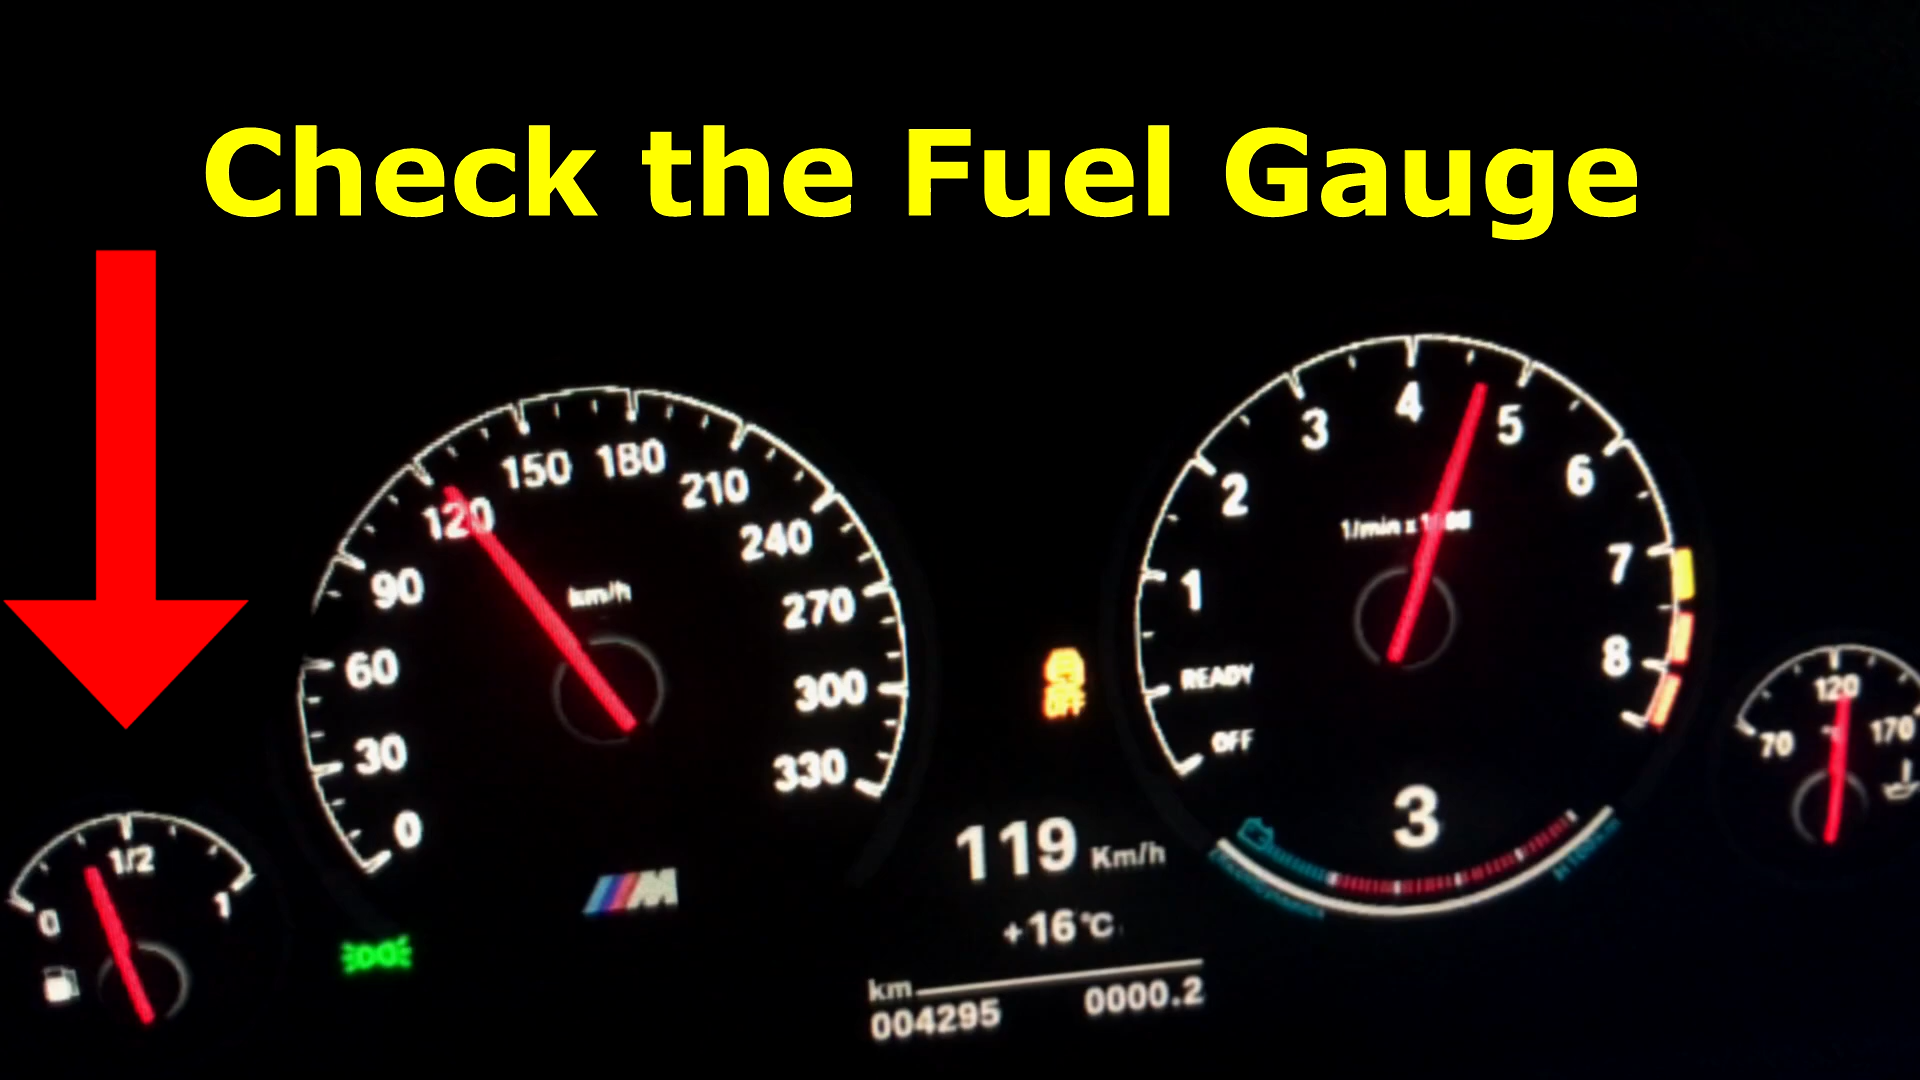 Check the Fuel Gauge
0 30 60 90 120 150 180 210 240 270 300 330
km/h
M
OFF
OFF READY 1 2 3 4 5 6 7 8
3
0 1/2 1
70 120 170
119 Km/h
+16°C
km
004295 0000.2